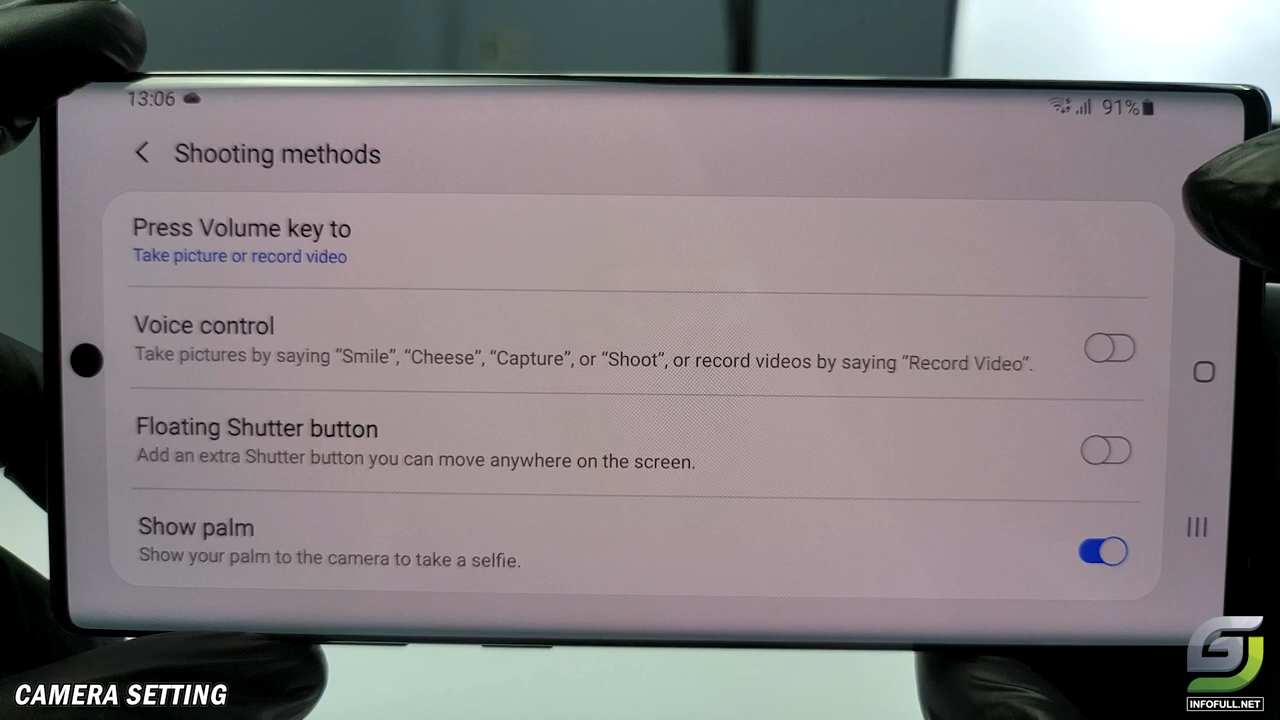 13:06
91%
Shooting methods
Press Volume key to
Take picture or record video
Voice control
Take pictures by saying “Smile”, “Cheese”, “Capture”, or “Shoot”, or record videos by saying “Record Video”.
Floating Shutter button
Add an extra Shutter button you can move anywhere on the screen.
Show palm
Show your palm to the camera to take a selfie.
CAMERA SETTING
INFOFULL.NET